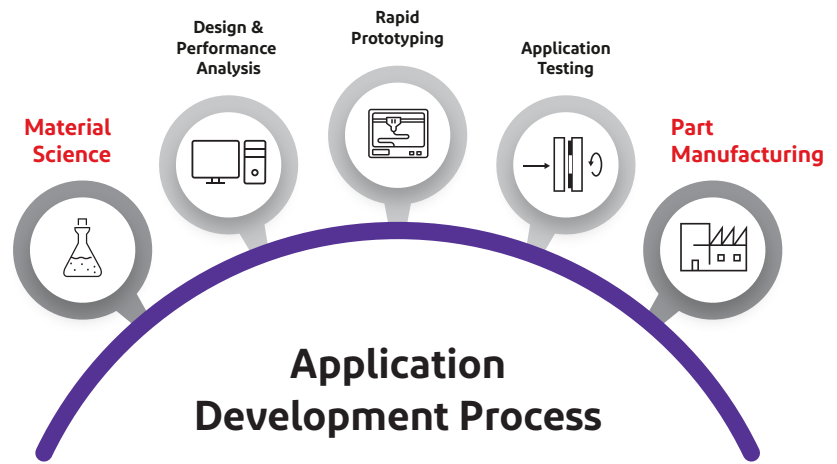 Material
Science
Design &
Performance
Analysis
Rapid
Prototyping
Application
Testing
Part
Manufacturing
Application
Development Process